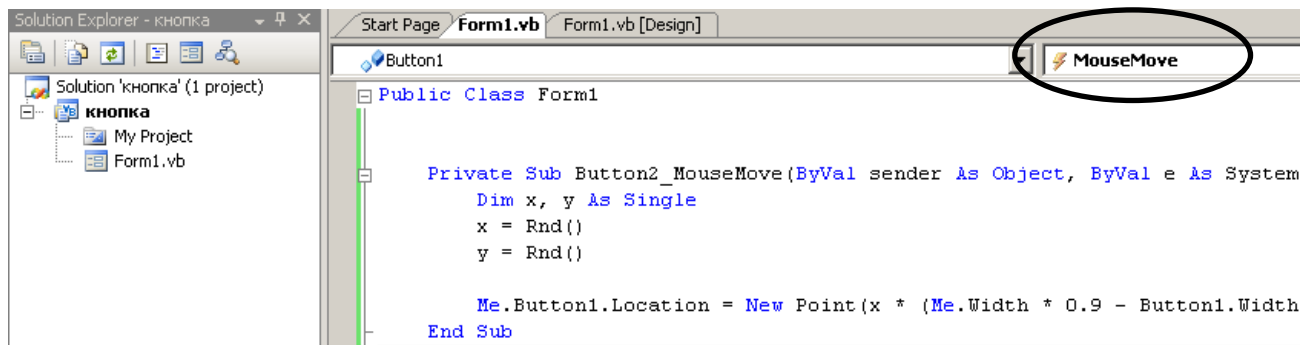 Solution Explorer - кнопка
Start Page Form1.vb Form1.vb [Design]
Button1 MouseMove
Solution 'кнопка' (1 project)
кнопка
My Project
Form1.vb
Public Class Form1
Private Sub Button2_MouseMove(ByVal sender As Object, ByVal e As System
Dim x, y As Single
x = Rnd()
y = Rnd()
Me.Button1.Location = New Point(x * (Me.Width * 0.9 - Button1.Width
End Sub